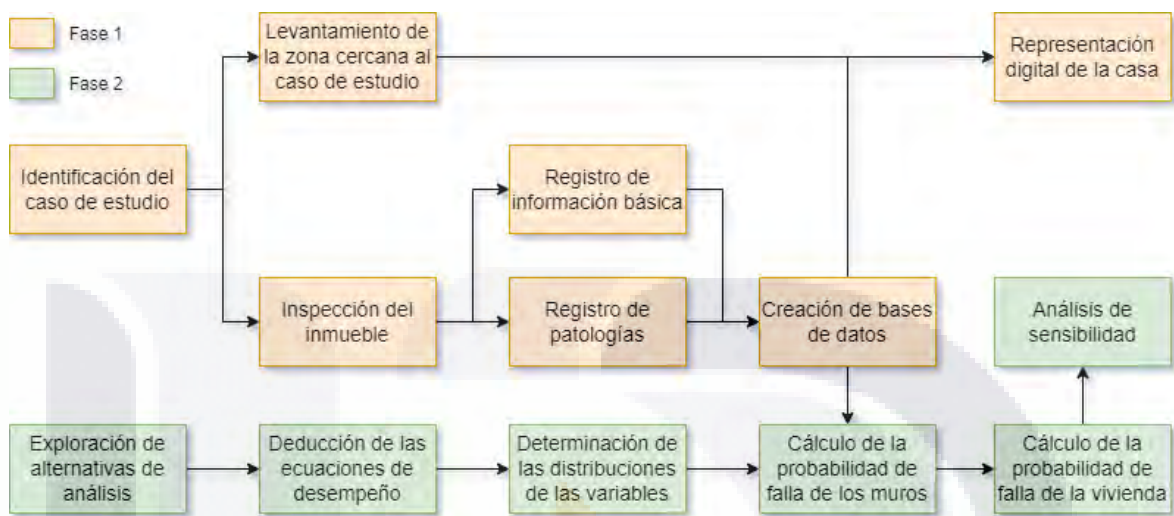 Fase 1
Fase 2
Levantamiento de
la zona cercana al
caso de estudio
Representación
digital de la casa
Identificación del
caso de estudio
Registro de
información básica
Inspección del
inmueble
Registro de
patologías
Creación de bases
de datos
Análisis de
sensibilidad
Exploración de
alternativas de
análisis
Deducción de las
ecuaciones de
desempeño
Determinación de
las distribuciones
de las variables
Cálculo de la
probabilidad de
falla de los muros
Cálculo de la
probabilidad de
falla de la vivienda